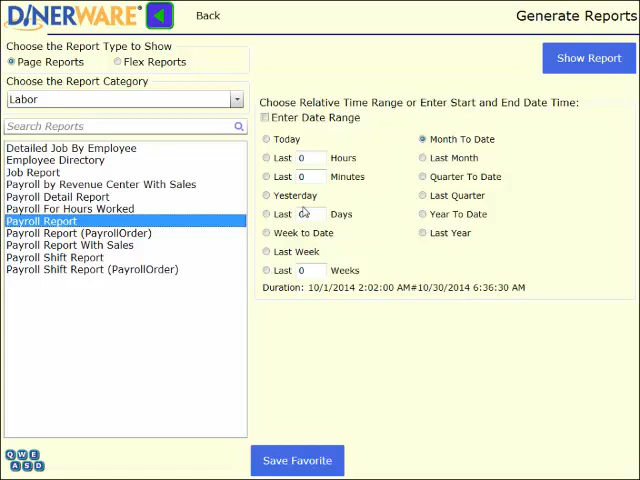 DINERWARE®
Back
Generate Reports
Choose the Report Type to Show
Page Reports
Flex Reports
Show Report
Choose the Report Category
Labor
Search Reports
Detailed Job By Employee
Employee Directory
Job Report
Payroll by Revenue Center With Sales
Payroll Detail Report
Payroll For Hours Worked
Payroll Report
Payroll Report (PayrollOrder)
Payroll Report With Sales
Payroll Shift Report
Payroll Shift Report (PayrollOrder)
Choose Relative Time Range or Enter Start and End Date Time:
Enter Date Range
Today
Month To Date
Last 0 Hours
Last Month
Last 0 Minutes
Quarter To Date
Yesterday
Last Quarter
Last 0 Days
Year To Date
Week to Date
Last Year
Last Week
Last 0 Weeks
Duration: 10/1/2014 2:02:00 AM#10/30/2014 6:36:30 AM
Q W E
A S D
Save Favorite